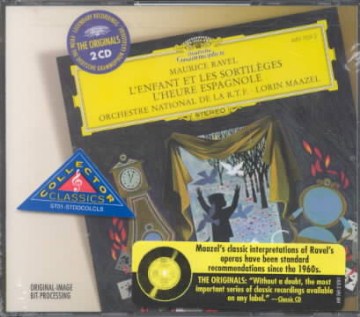 THE ORIGINALS
2 CD
Deutsche
Grammophon
MAURICE RAVEL
L'ENFANT ET LES SORTILÈGES
L'HEURE ESPAGNOLE
ORCHESTRE NATIONAL DE LA R.T.F. · LORIN MAAZEL
STEREO
COLLECTOR
CLASSICS
Maazel's classic interpretations of Ravel's
operas have been standard
recommendations since the 1960s.
THE ORIGINALS: "Without a doubt, the most
important series of classic recordings available
on any label." —Classic CD
ORIGINAL-IMAGE
BIT-PROCESSING